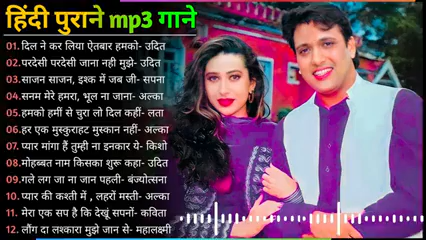 हिंदी पुराने mp3 गाने
01. दिल ने कर लिया ऐतबार हमको- उदित
02. परदेसी परदेसी जाना नही मुझे- उदित
03. साजन साजन, इश्क में जब जी- सपना
04. सनम मेरे हमरा, भूल ना जाना- अल्का
05. हमको हमीं से चुरा लो दिल कहीं- लता
06. हर एक मुस्कुराहट मुस्कान नहीं- अल्का
07. प्यार मांगा हैं तुम्ही ना इनकार ये- किशो
08. मोहब्बत नाम किसका शुरू कहा- उदित
09. गले लग जा ना जान पहली- बंज्योत्सना
10. प्यार की कश्ती में , लहरों मस्ती- अल्का
11. मेरा एक सप है कि देखूं सपनों- कविता
12. लौंग दा लश्कारा मुझे जान से- महालक्ष्मी